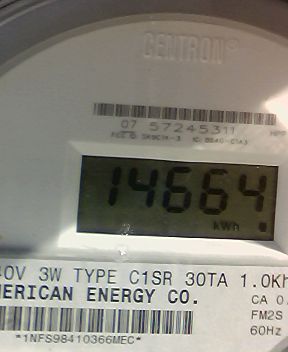 CENTRON®
07 57245311
14664
kWh
40V 3W TYPE C1SR 30TA 1.0Kh
MERICAN ENERGY CO.
CA 0
FM2S
60Hz
*1NFS98410366MEC*